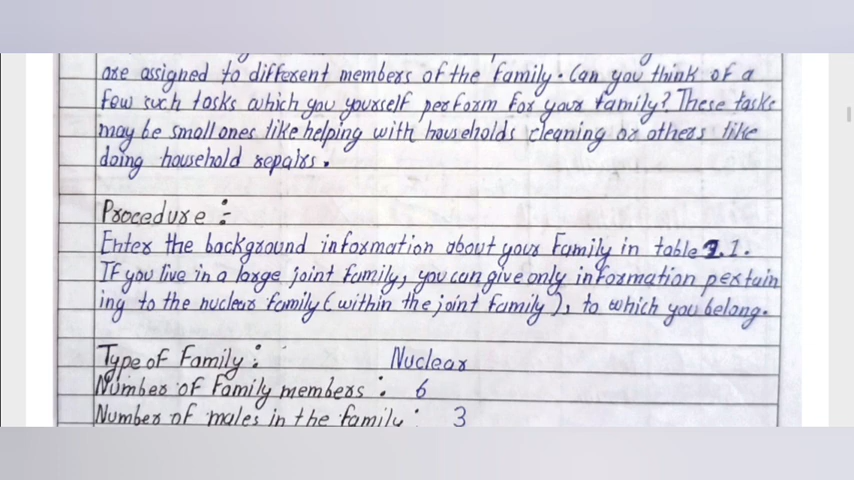 are assigned to different members of the family. Can you think of a
few such tasks which you yourself perform for your family? These tasks
may be small ones like helping with households cleaning or others like
doing household repairs.
Procedure :-
Enter the background information about your Family in table 2.1.
If you live in a large joint family, you can give only information pertain
ing to the nuclear family (within the joint family), to which you belong.
Type of Family : Nuclear
Number of Family members : 6
Number of males in the family : 3